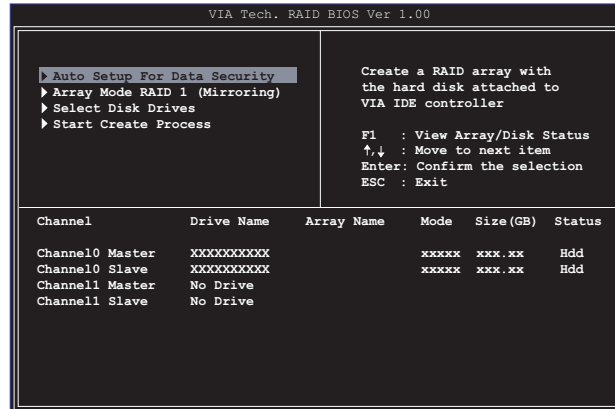 VIA Tech. RAID BIOS Ver 1.00
Auto Setup For Data Security
Array Mode RAID 1 (Mirroring)
Select Disk Drives
Start Create Process
Create a RAID array with
the hard disk attached to
VIA IDE controller
F1 : View Array/Disk Status
↑,↓ : Move to next item
Enter: Confirm the selection
ESC : Exit
Channel Drive Name Array Name Mode Size(GB) Status
Channel0 Master XXXXXXXXXX xxxxx xxx.xx Hdd
Channel0 Slave XXXXXXXXXX xxxxx xxx.xx Hdd
Channel1 Master No Drive
Channel1 Slave No Drive